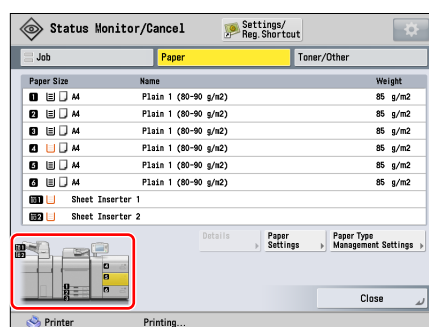 Status Monitor/Cancel
Settings/
Reg. Shortcut
Job
Paper
Toner/Other
Paper Size Name Weight
1 A4 Plain 1 (80-90 g/m2) 85 g/m2
2 A4 Plain 1 (80-90 g/m2) 85 g/m2
3 A4 Plain 1 (80-90 g/m2) 85 g/m2
4 A4 Plain 1 (80-90 g/m2) 85 g/m2
5 A4 Plain 1 (80-90 g/m2) 85 g/m2
6 A4 Plain 1 (80-90 g/m2) 85 g/m2
Sheet Inserter 1
Sheet Inserter 2
Details
Paper
Settings
Paper Type
Management Settings
Close
Printer Printing...